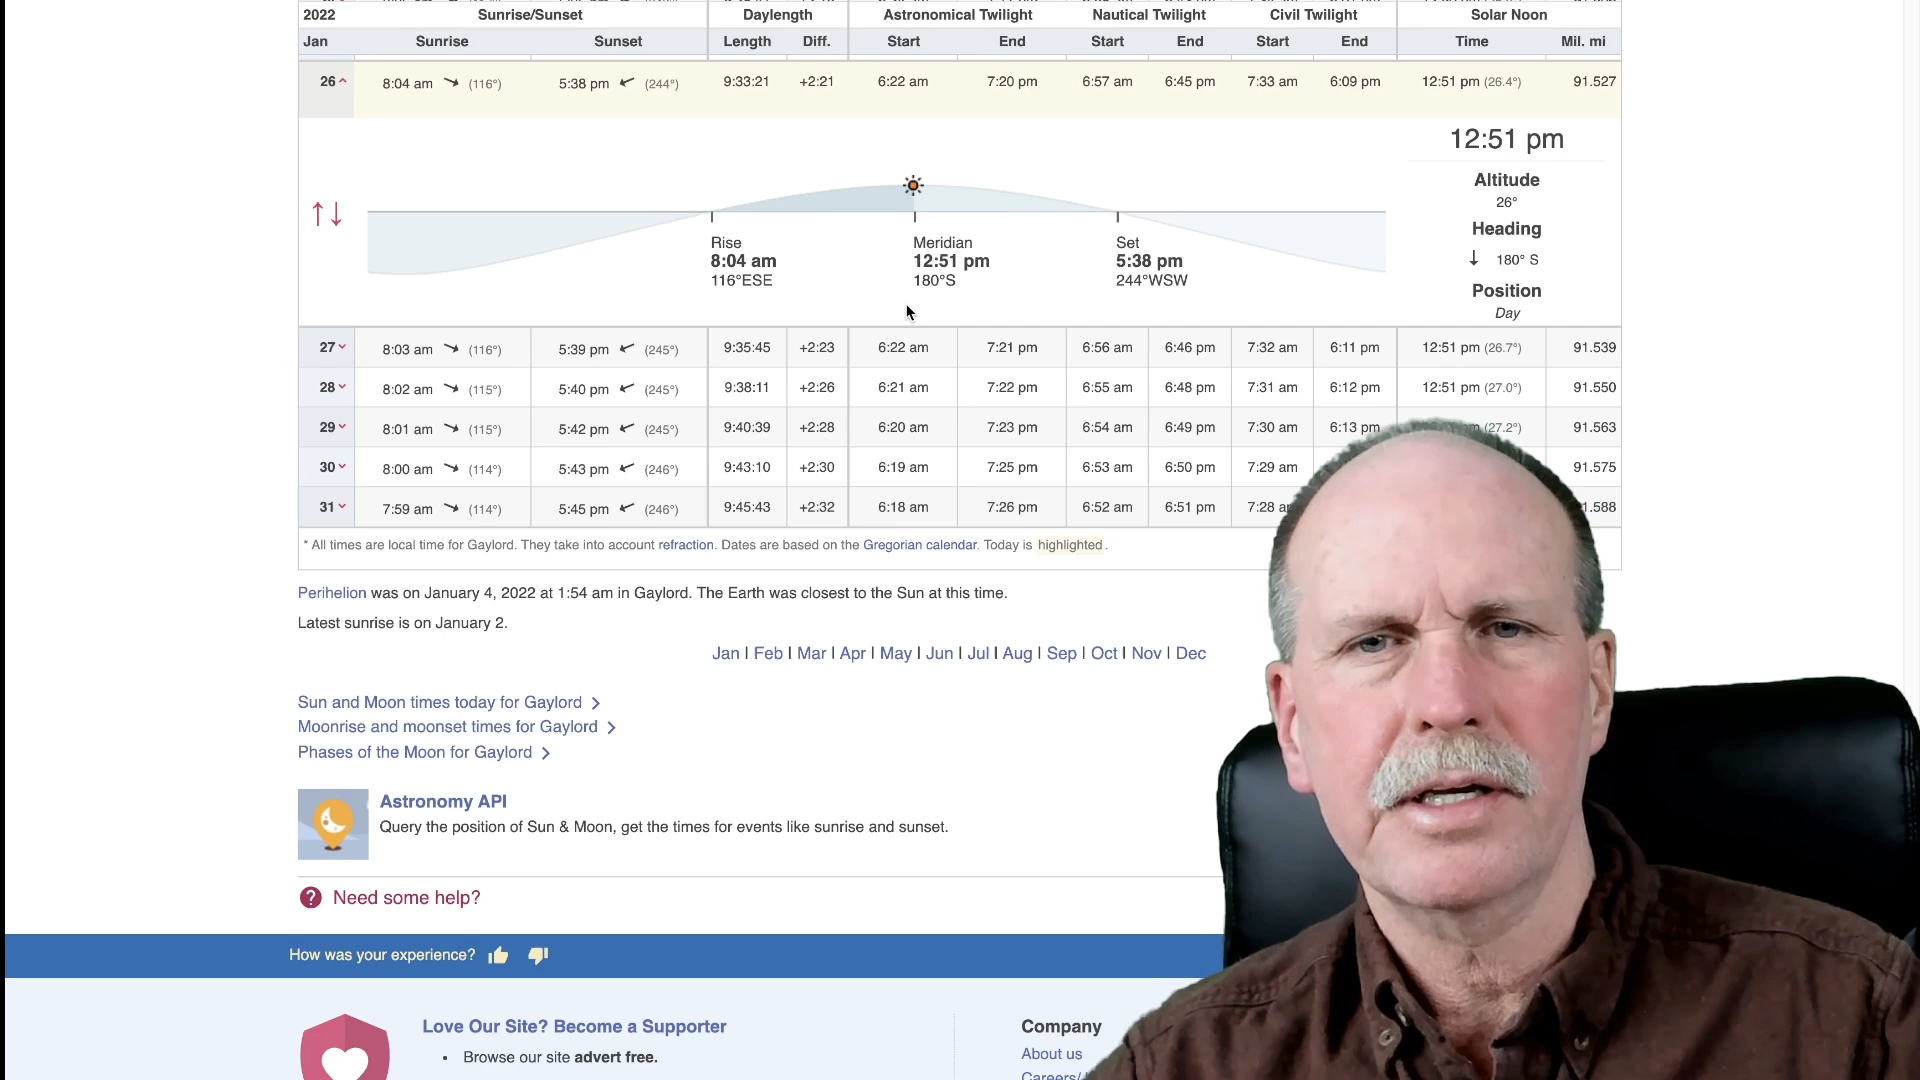 2022 Sunrise/Sunset Daylength Astronomical Twilight Nautical Twilight Civil Twilight Solar Noon
Jan Sunrise Sunset Length Diff. Start End Start End Start End Time Mil. mi
26 8:04 am (116°) 5:38 pm (244°) 9:33:21 +2:21 6:22 am 7:20 pm 6:57 am 6:45 pm 7:33 am 6:09 pm 12:51 pm (26.4°) 91.527
12:51 pm
Altitude
26°
Heading
↓ 180° S
Position
Day
↑↓
Rise Meridian Set
8:04 am 12:51 pm 5:38 pm
116°ESE 180°S 244°WSW
27 8:03 am (116°) 5:39 pm (245°) 9:35:45 +2:23 6:22 am 7:21 pm 6:56 am 6:46 pm 7:32 am 6:11 pm 12:51 pm (26.7°) 91.539
28 8:02 am (115°) 5:40 pm (245°) 9:38:11 +2:26 6:21 am 7:22 pm 6:55 am 6:48 pm 7:31 am 6:12 pm 12:51 pm (27.0°) 91.550
29 8:01 am (115°) 5:42 pm (245°) 9:40:39 +2:28 6:20 am 7:23 pm 6:54 am 6:49 pm 7:30 am 6:13 pm (27.2°) 91.563
30 8:00 am (114°) 5:43 pm (246°) 9:43:10 +2:30 6:19 am 7:25 pm 6:53 am 6:50 pm 7:29 am 91.575
31 7:59 am (114°) 5:45 pm (246°) 9:45:43 +2:32 6:18 am 7:26 pm 6:52 am 6:51 pm 7:28 1.588
* All times are local time for Gaylord. They take into account refraction. Dates are based on the Gregorian calendar. Today is highlighted.
Perihelion was on January 4, 2022 at 1:54 am in Gaylord. The Earth was closest to the Sun at this time.
Latest sunrise is on January 2.
Jan | Feb | Mar | Apr | May | Jun | Jul | Aug | Sep | Oct | Nov | Dec
Sun and Moon times today for Gaylord
Moonrise and moonset times for Gaylord
Phases of the Moon for Gaylord
Astronomy API
Query the position of Sun & Moon, get the times for events like sunrise and sunset.
? Need some help?
How was your experience?
Love Our Site? Become a Supporter
• Browse our site advert free.
Company
About us
Careers/